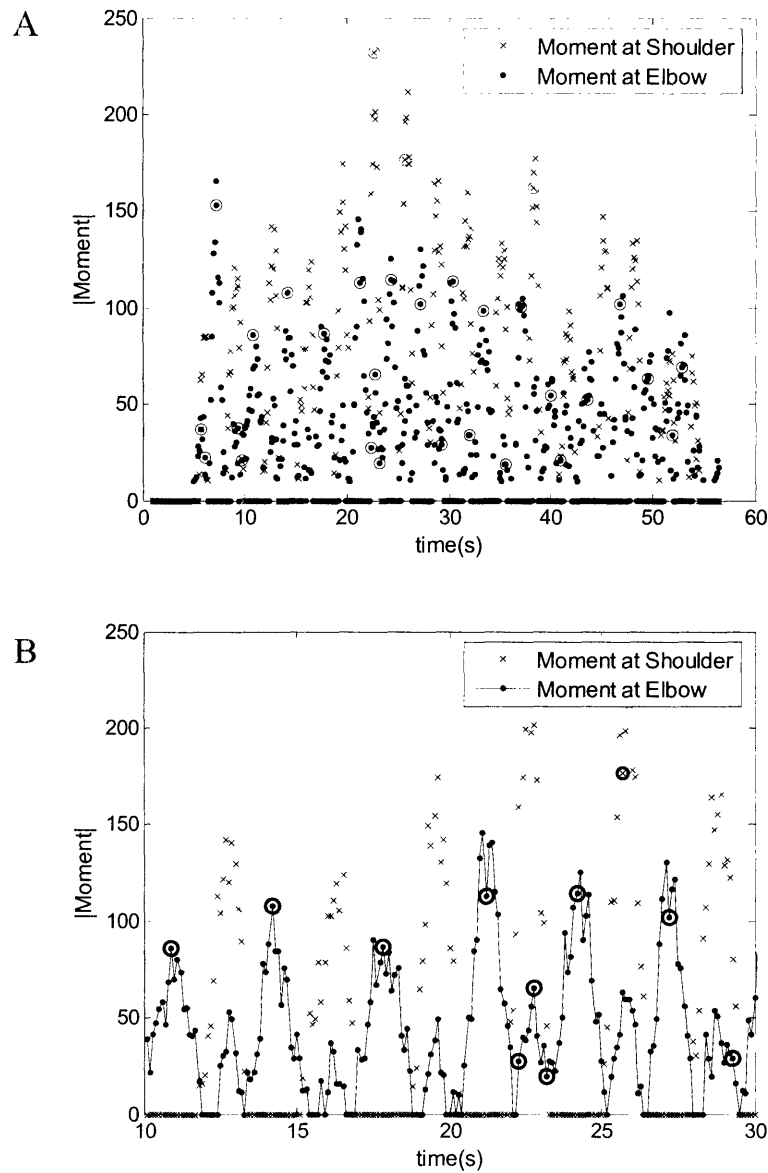 A
250
200
150
100
50
0
|Moment|
× Moment at Shoulder
• Moment at Elbow
0 10 20 30 40 50 60
time(s)
B
250
200
150
100
50
0
|Moment|
× Moment at Shoulder
Moment at Elbow
10 15 20 25 30
time(s)